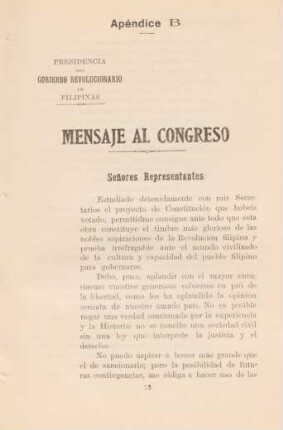 Apéndice B
PRESIDENCIA
DEL
GOBIERNO REVOLUCIONARIO
DE
FILIPINAS
MENSAJE AL CONGRESO
Señores Representantes
Estudiado detenidamente con mis Secre-
tarios el proyecto de Constitución que habéis
votado, permitidme consigne ante todo que esta
obra constituye el timbre más glorioso de las
nobles aspiraciones de la Revolución filipina y
prueba irrefragable ante el mundo civilizado
de la cultura y capacidad del pueblo filipino
para gobernarse.
Debo, pues, aplaudir con el mayor entu-
siasmo vuestros generosos esfuerzos en pró de
la libertad, como los ha aplaudido la opinión
sensata de nuestro amado país. No es posible
negar una verdad sancionada por la experiencia
y la Historia: no se concibe una sociedad civil
sin una ley que interprete la justicia y el
derecho.
No puedo aspirar á honor más grande que
el de sancionarlo; pero la posibilidad de futu-
ras contingencias, me obliga á hacer uso de las